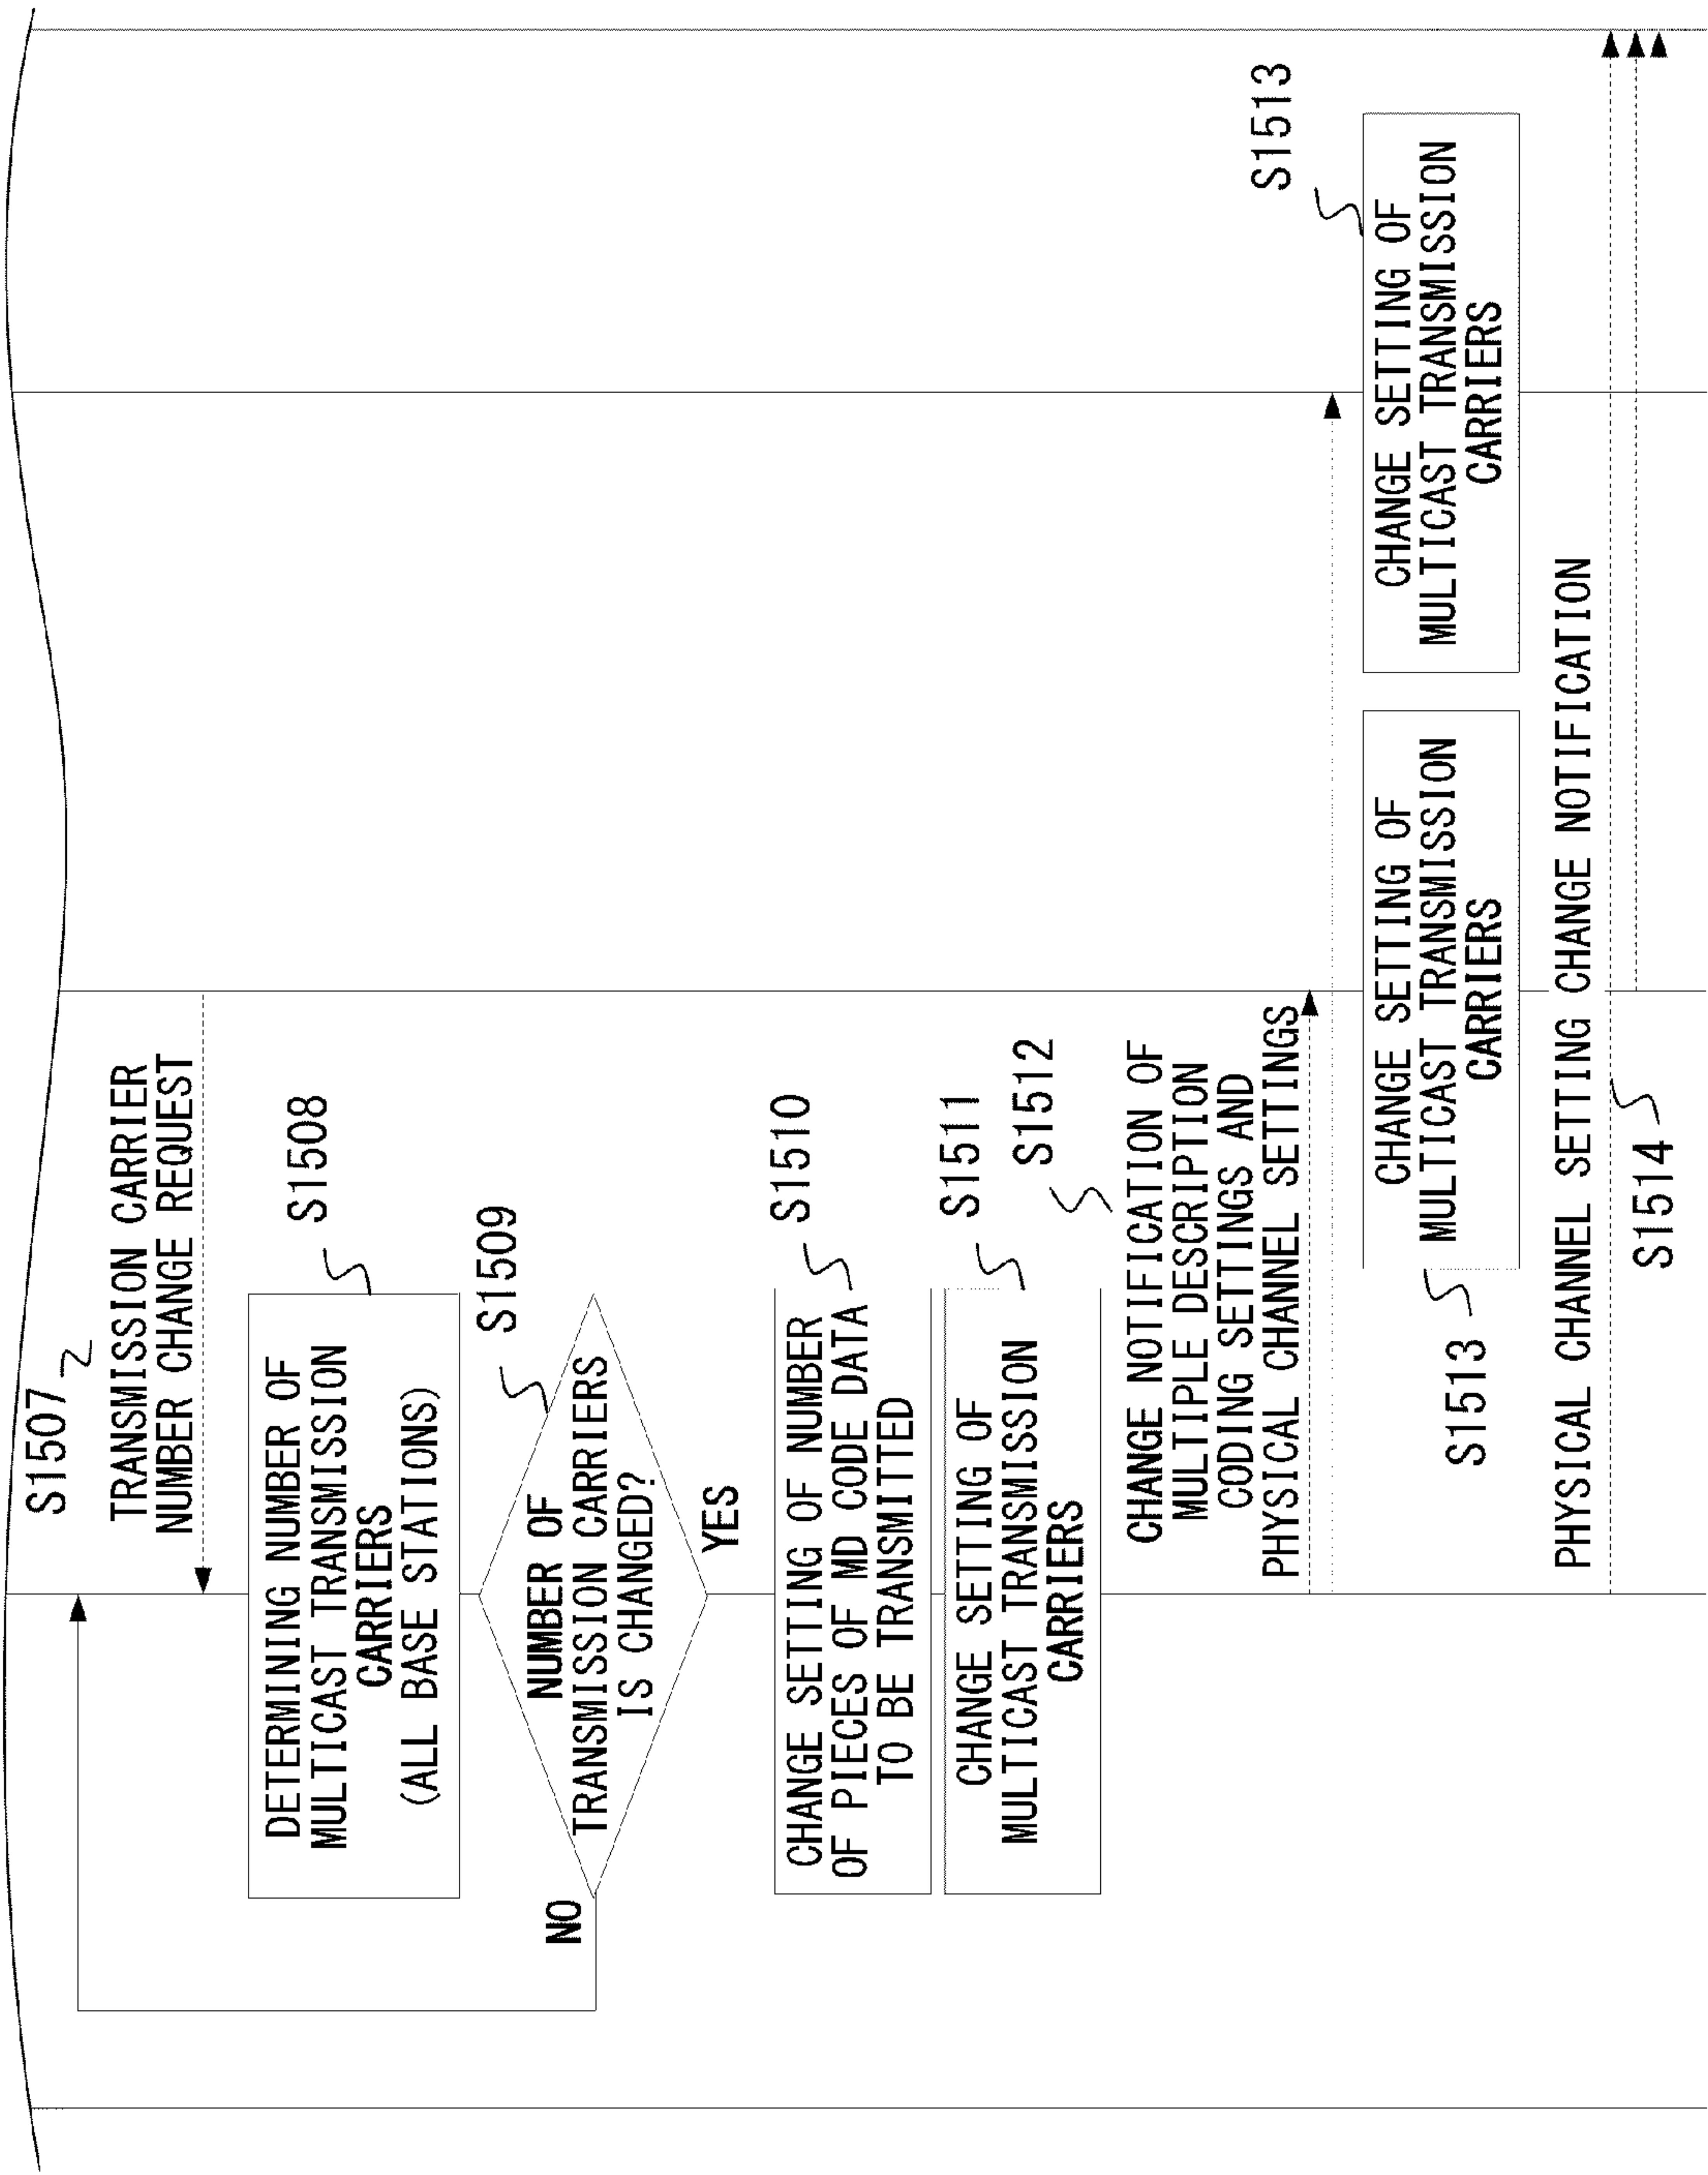 S1507
TRANSMISSION CARRIER
NUMBER CHANGE REQUEST
DETERMINING NUMBER OF
MULTICAST TRANSMISSION
CARRIERS
(ALL BASE STATIONS)
S1508
NUMBER OF
TRANSMISSION CARRIERS
IS CHANGED?
S1509
NO
YES
CHANGE SETTING OF NUMBER
OF PIECES OF MD CODE DATA
TO BE TRANSMITTED
S1510
CHANGE SETTING OF
MULTICAST TRANSMISSION
CARRIERS
S1511
S1512
CHANGE NOTIFICATION OF
MULTIPLE DESCRIPTION
CODING SETTINGS AND
PHYSICAL CHANNEL SETTINGS
S1513
CHANGE SETTING OF
MULTICAST TRANSMISSION
CARRIERS
CHANGE SETTING OF
MULTICAST TRANSMISSION
CARRIERS
S1513
PHYSICAL CHANNEL SETTING CHANGE NOTIFICATION
S1514